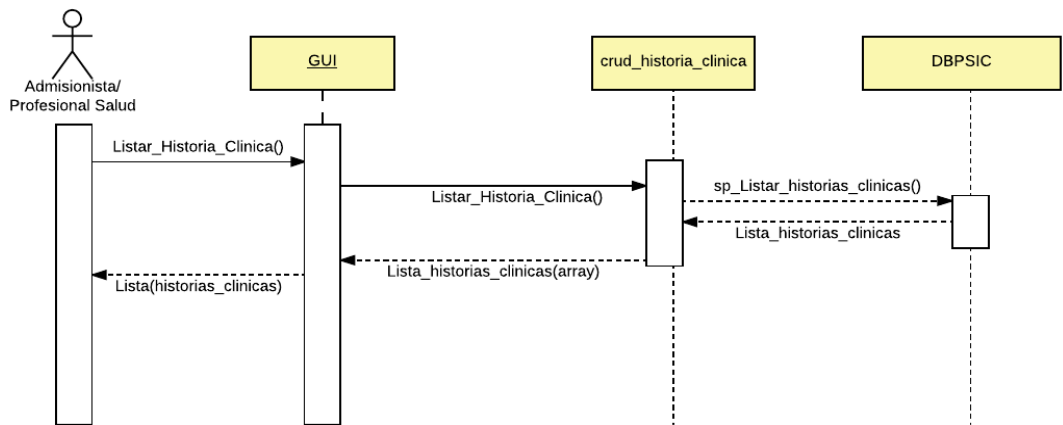 GUI
crud_historia_clinica
DBPSIC
Admisionista/
Profesional Salud
Listar_Historia_Clinica()
Listar_Historia_Clinica()
sp_Listar_historias_clinicas()
Lista_historias_clinicas
Lista_historias_clinicas(array)
Lista(historias_clinicas)